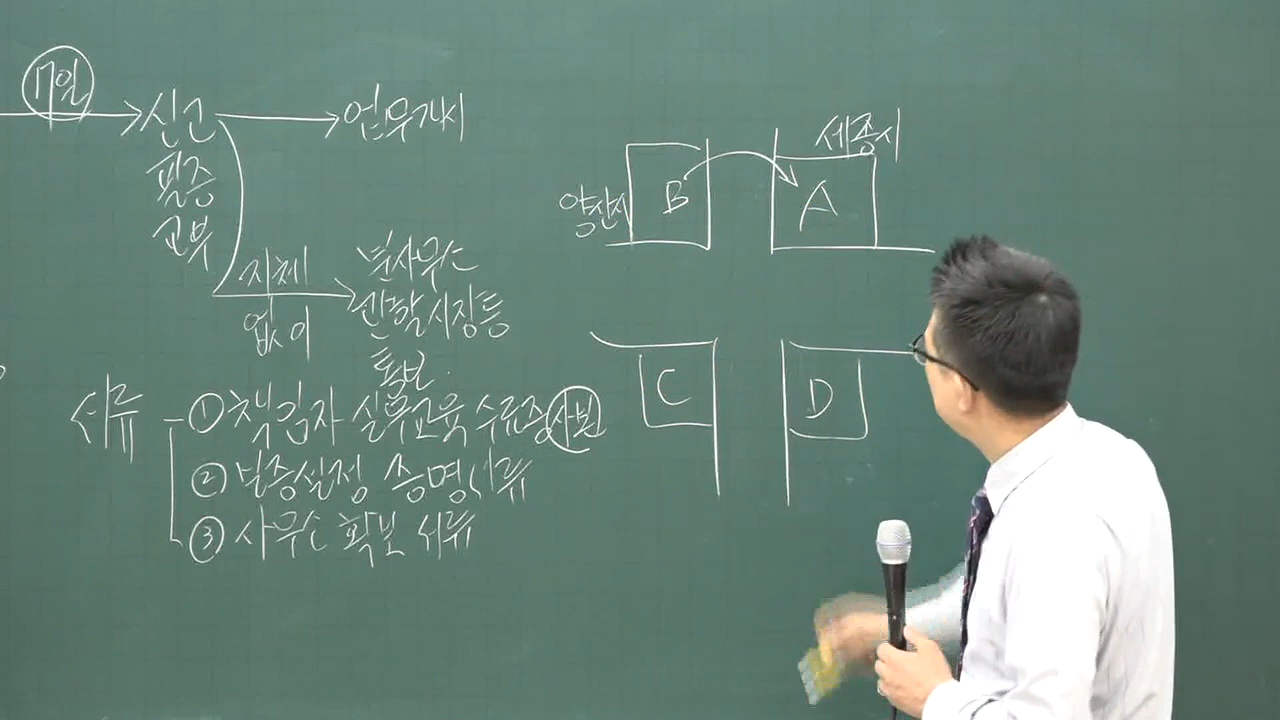 7일
신고
필증
교부
업무개시
지체
없이
분사무소
관할 시장 등
통보.
서류
① 책임자 실무교육 수료증 사본
② 보증설정 증명서류
③ 사무소 확보 서류
세종시
양산시
B
A
C
D